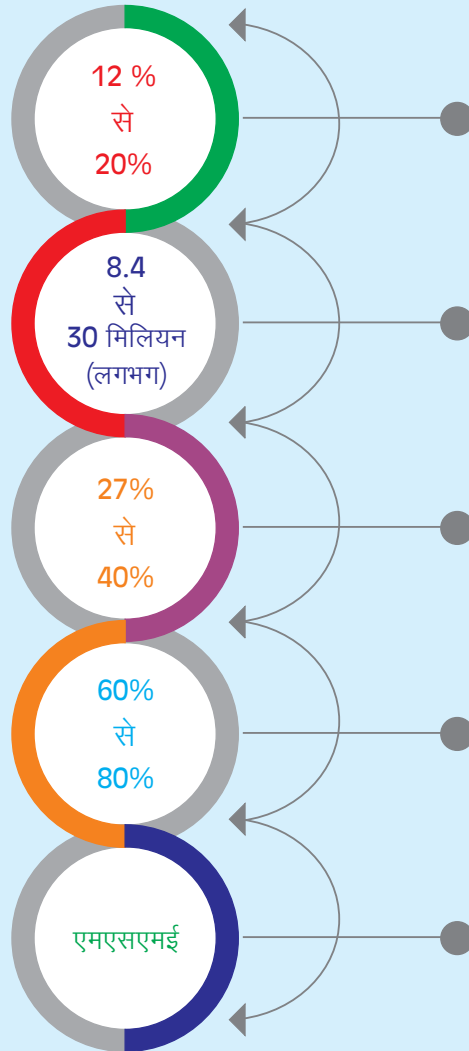 12 %
से
20%
8.4
से
30 मिलियन
(लगभग)
27%
से
40%
60%
से
80%
एमएसएमई